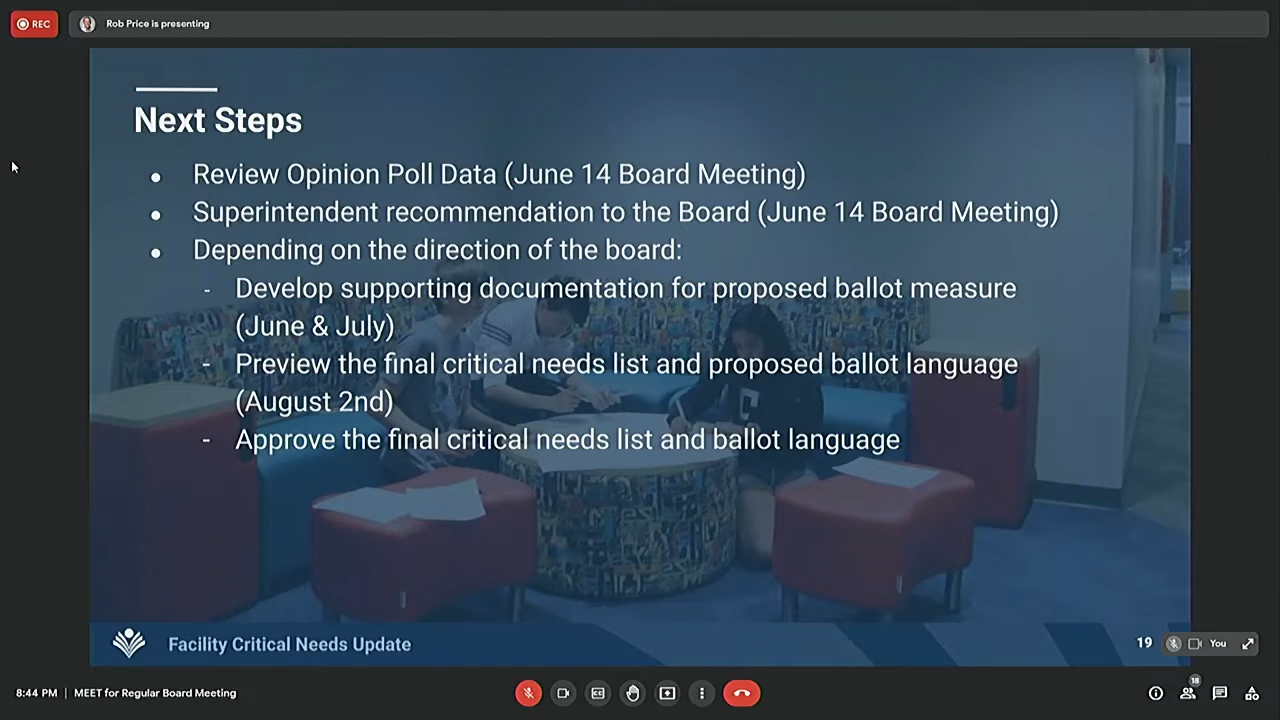 REC
Rob Price is presenting
Next Steps
● Review Opinion Poll Data (June 14 Board Meeting)
● Superintendent recommendation to the Board (June 14 Board Meeting)
● Depending on the direction of the board:
- Develop supporting documentation for proposed ballot measure
(June & July)
- Preview the final critical needs list and proposed ballot language
(August 2nd)
- Approve the final critical needs list and ballot language
Facility Critical Needs Update
19
You
18
8:44 PM | MEET for Regular Board Meeting